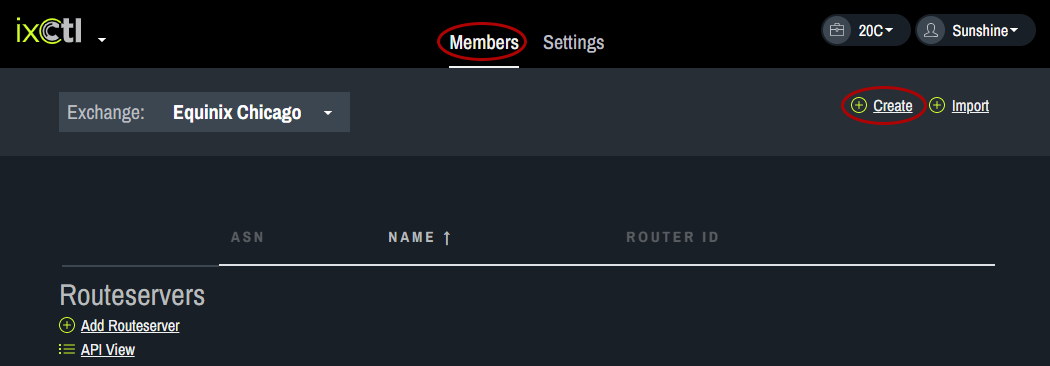 ixCtl
Members Settings 20C Sunshine
Exchange: Equinix Chicago Create Import
ASN NAME ↑ ROUTER ID
Routeservers
Add Routeserver
API View